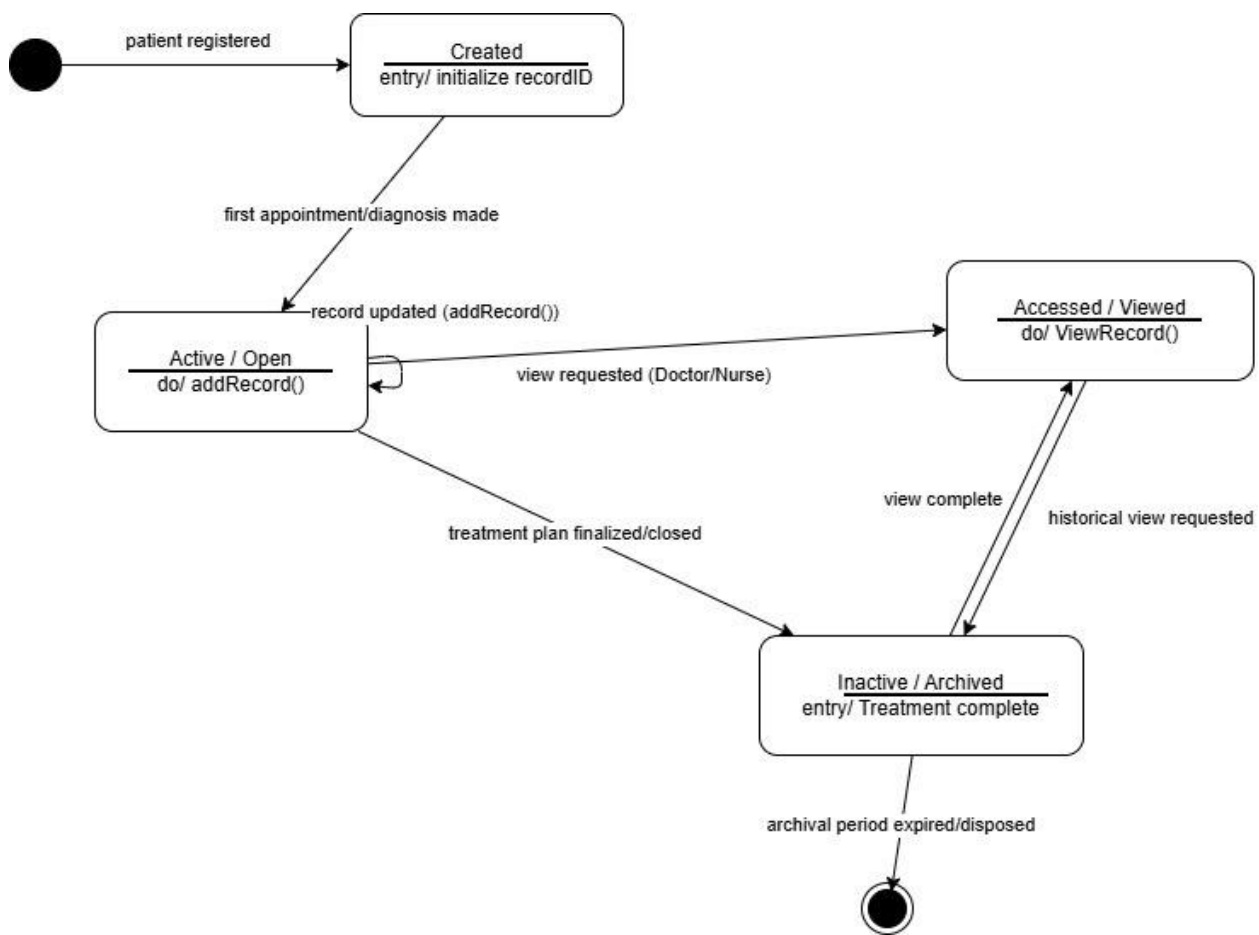 patient registered
Created
entry/ initialize recordID
first appointment/diagnosis made
record updated (addRecord())
Active / Open
do/ addRecord()
view requested (Doctor/Nurse)
Accessed / Viewed
do/ ViewRecord()
view complete
historical view requested
treatment plan finalized/closed
Inactive / Archived
entry/ Treatment complete
archival period expired/disposed